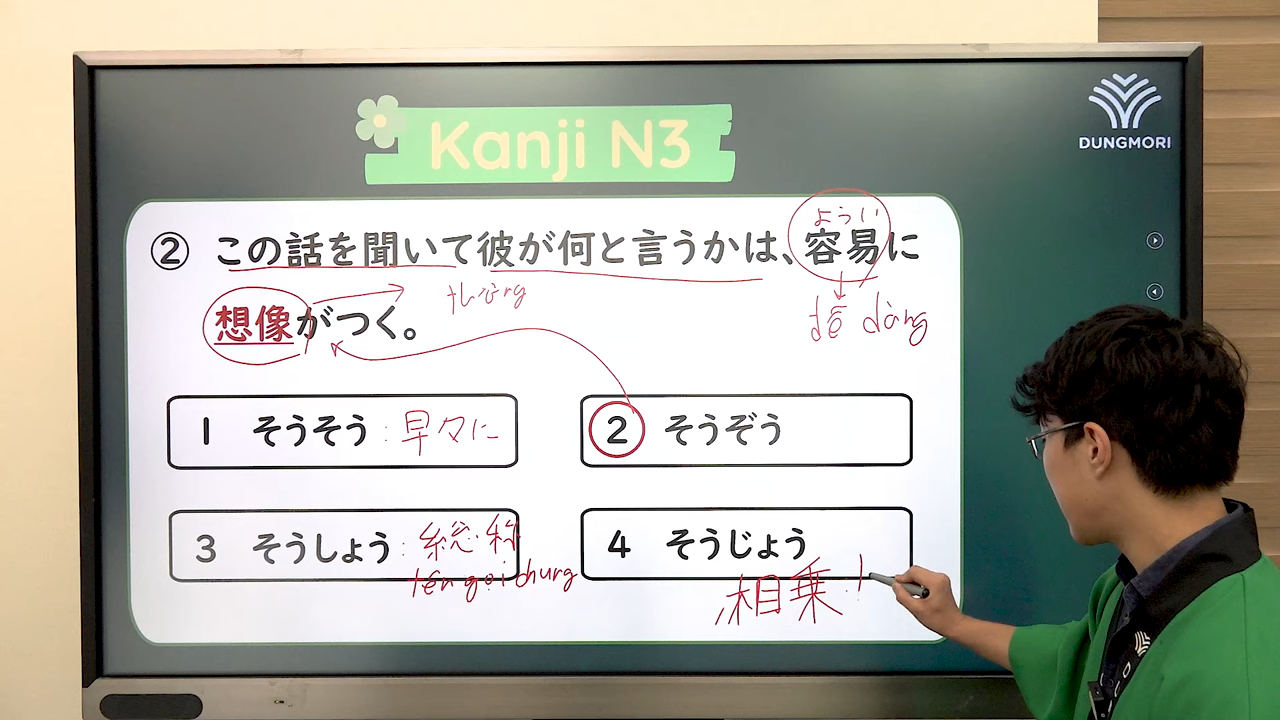 Kanji N3
DUNGMORI
ようい
② この話を聞いて彼が何と言うかは、容易に
tưởng
dễ dàng
想像がつく。
1 そうそう : 早々に
2 そうぞう
3 そうしょう : 総称
tên gọi chung
4 そうじょう
相乗 :